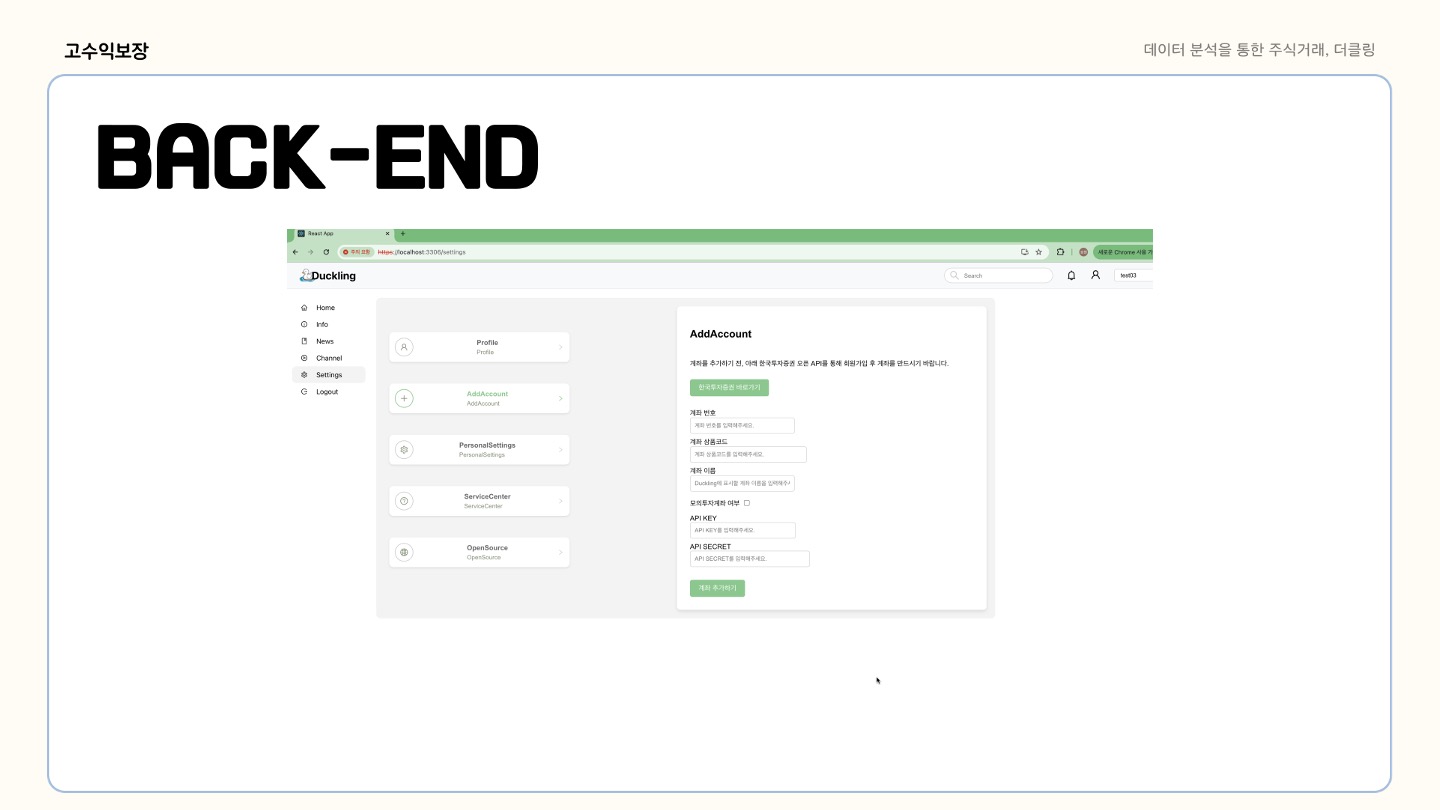 고수익보장
데이터 분석을 통한 주식거래, 더클링
BACK-END
React App
주의 요함 https://localhost:3306/settings
새로운 Chrome 사용 가
Duckling
Search
test03
Home
Info
News
Channel
Settings
Logout
Profile
Profile
AddAccount
AddAccount
PersonalSettings
PersonalSettings
ServiceCenter
ServiceCenter
OpenSource
OpenSource
AddAccount
계좌를 추가하기 전, 아래 한국투자증권 오픈 API를 통해 회원가입 후 계좌를 만드시기 바랍니다.
한국투자증권 바로가기
계좌 번호
계좌 번호를 입력해주세요.
계좌 상품코드
계좌 상품코드를 입력해주세요.
계좌 이름
Duckling에 표시할 계좌 이름을 입력해주
모의투자계좌 여부
API KEY
API KEY를 입력해주세요.
API SECRET
API SECRET를 입력해주세요.
계좌 추가하기